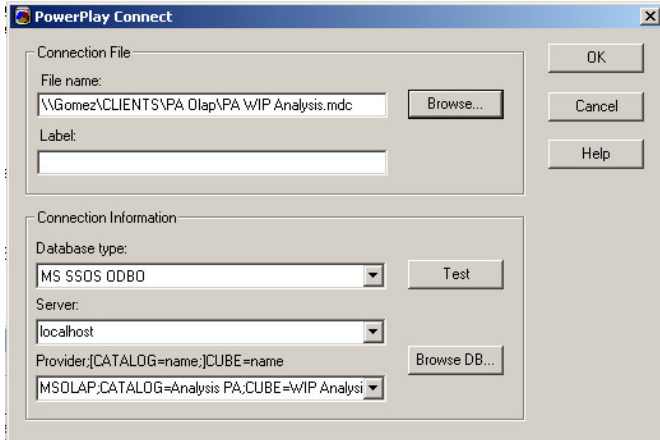 PowerPlay Connect
Connection File
OK
File name:
\\Gomez\CLIENTS\PA Olap\PA WIP Analysis.mdc
Browse...
Cancel
Label:
Help
Connection Information
Database type:
MS SSOS ODBO
Test
Server:
localhost
Provider;[CATALOG=name;]CUBE=name
Browse DB...
MSOLAP;CATALOG=Analysis PA;CUBE=WIP Analysi